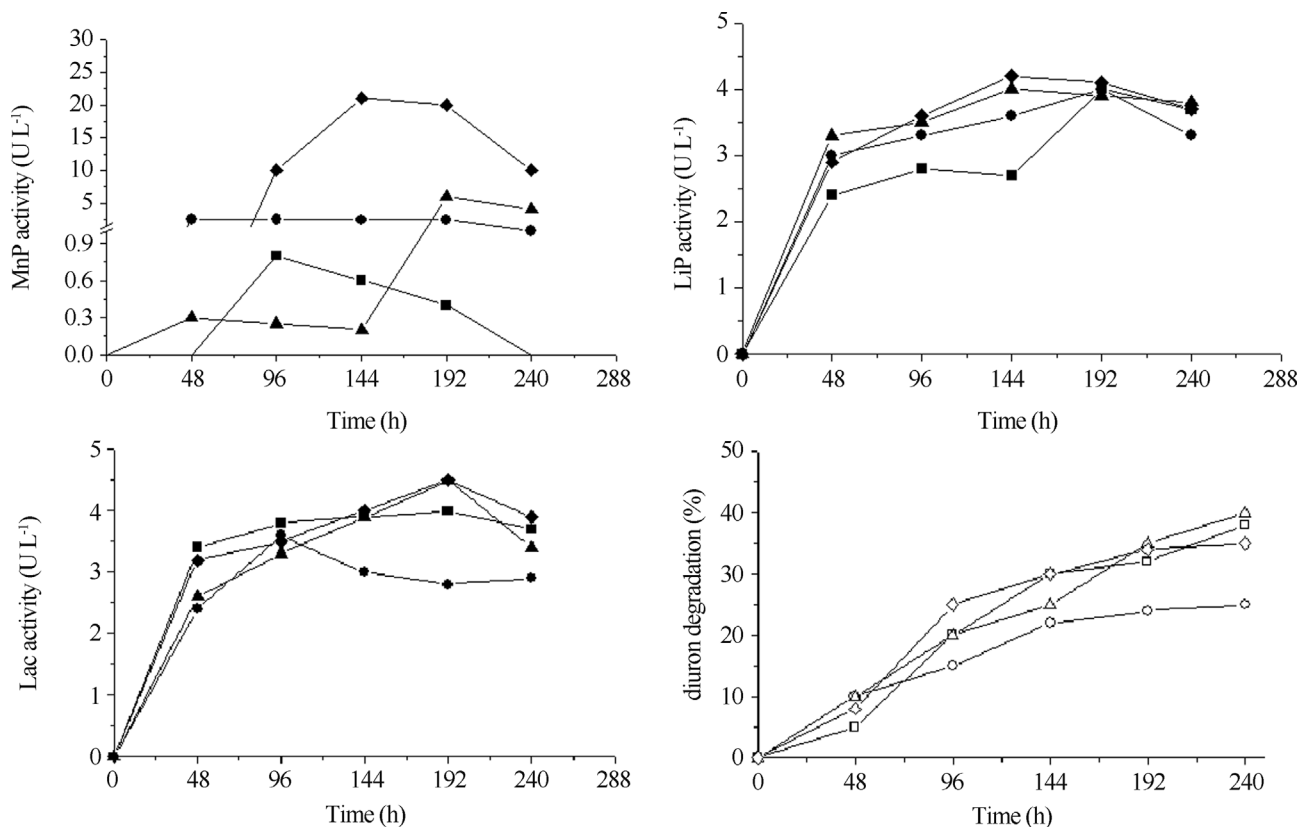 MnP activity (U L⁻¹)
30
25
20
15
10
5
0.9
0.6
0.3
0.0
0 48 96 144 192 240 288
Time (h)
LiP activity (U L⁻¹)
5
4
3
2
1
0
0 48 96 144 192 240 288
Time (h)
Lac activity (U L⁻¹)
5
4
3
2
1
0
0 48 96 144 192 240 288
Time (h)
diuron degradation (%)
50
40
30
20
10
0
0 48 96 144 192 240
Time (h)